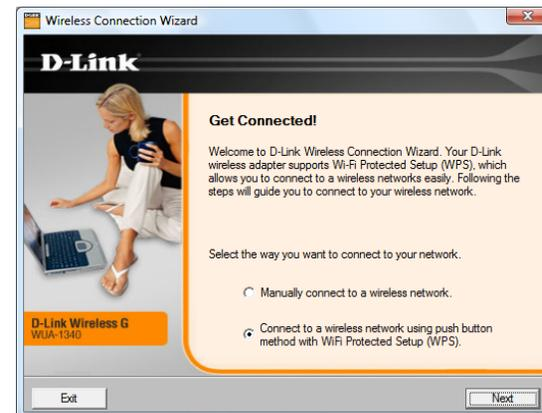 Wireless Connection Wizard
D-Link
Get Connected!
Welcome to D-Link Wireless Connection Wizard. Your D-Link
wireless adapter supports Wi-Fi Protected Setup (WPS), which
allows you to connect to a wireless networks easily. Following the
steps will guide you to connect to your wireless network.
Select the way you want to connect to your network.
Manually connect to a wireless network.
Connect to a wireless network using push button
method with WiFi Protected Setup (WPS).
D-Link Wireless G
WUA-1340
Exit
Next